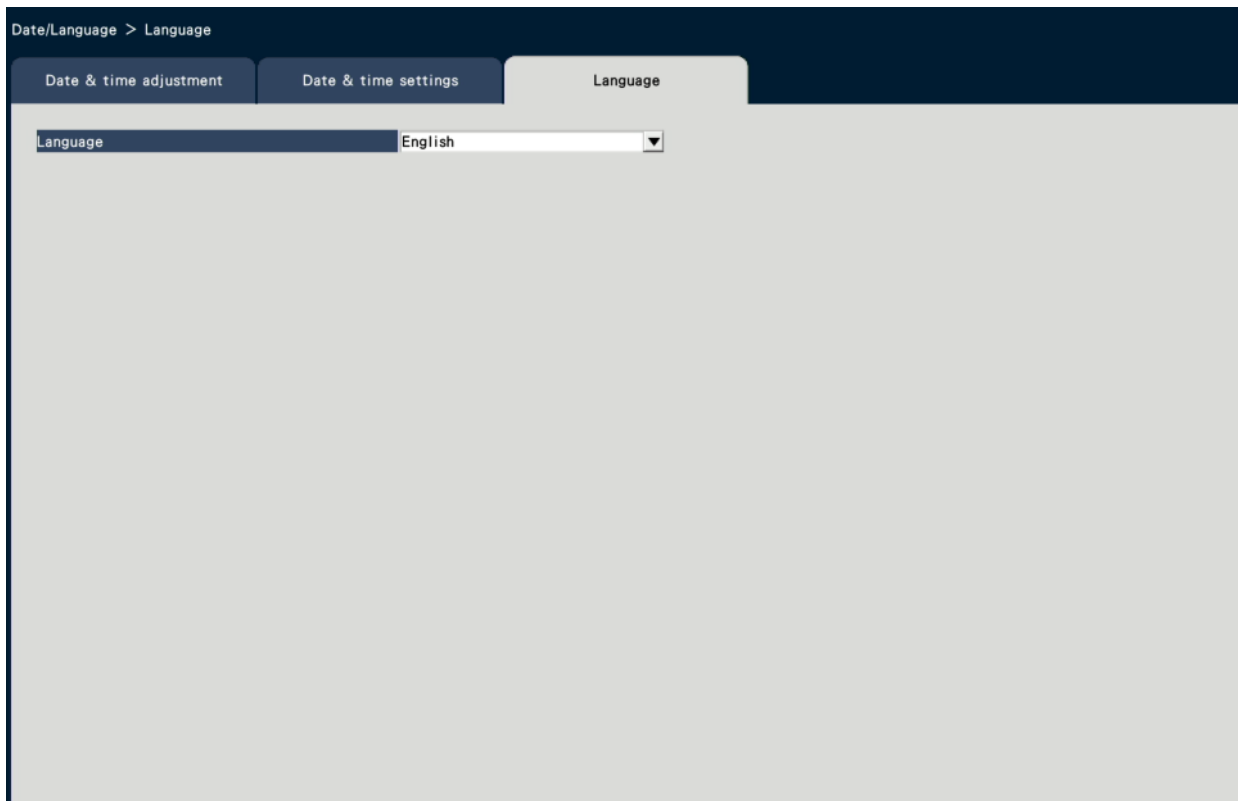 Date/Language > Language
Date & time adjustment
Date & time settings
Language
Language
English